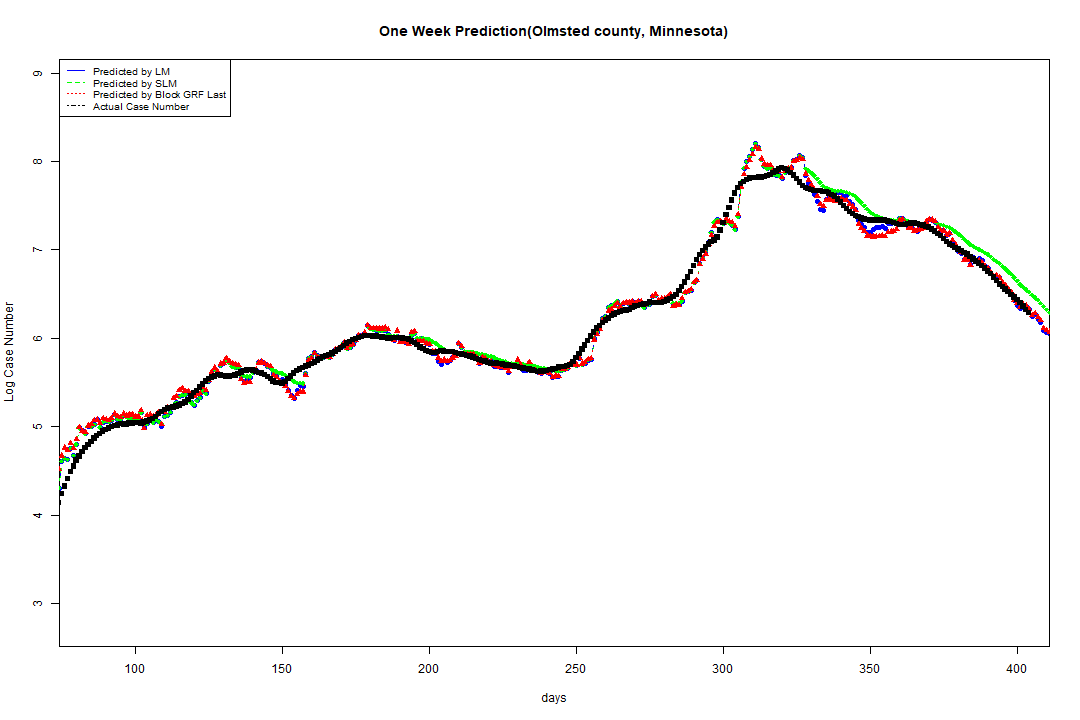 One Week Prediction(Olmsted county, Minnesota)
Predicted by LM
Predicted by SLM
Predicted by Block GRF Last
Actual Case Number
9
8
7
6
5
4
3
Log Case Number
100 150 200 250 300 350 400
days